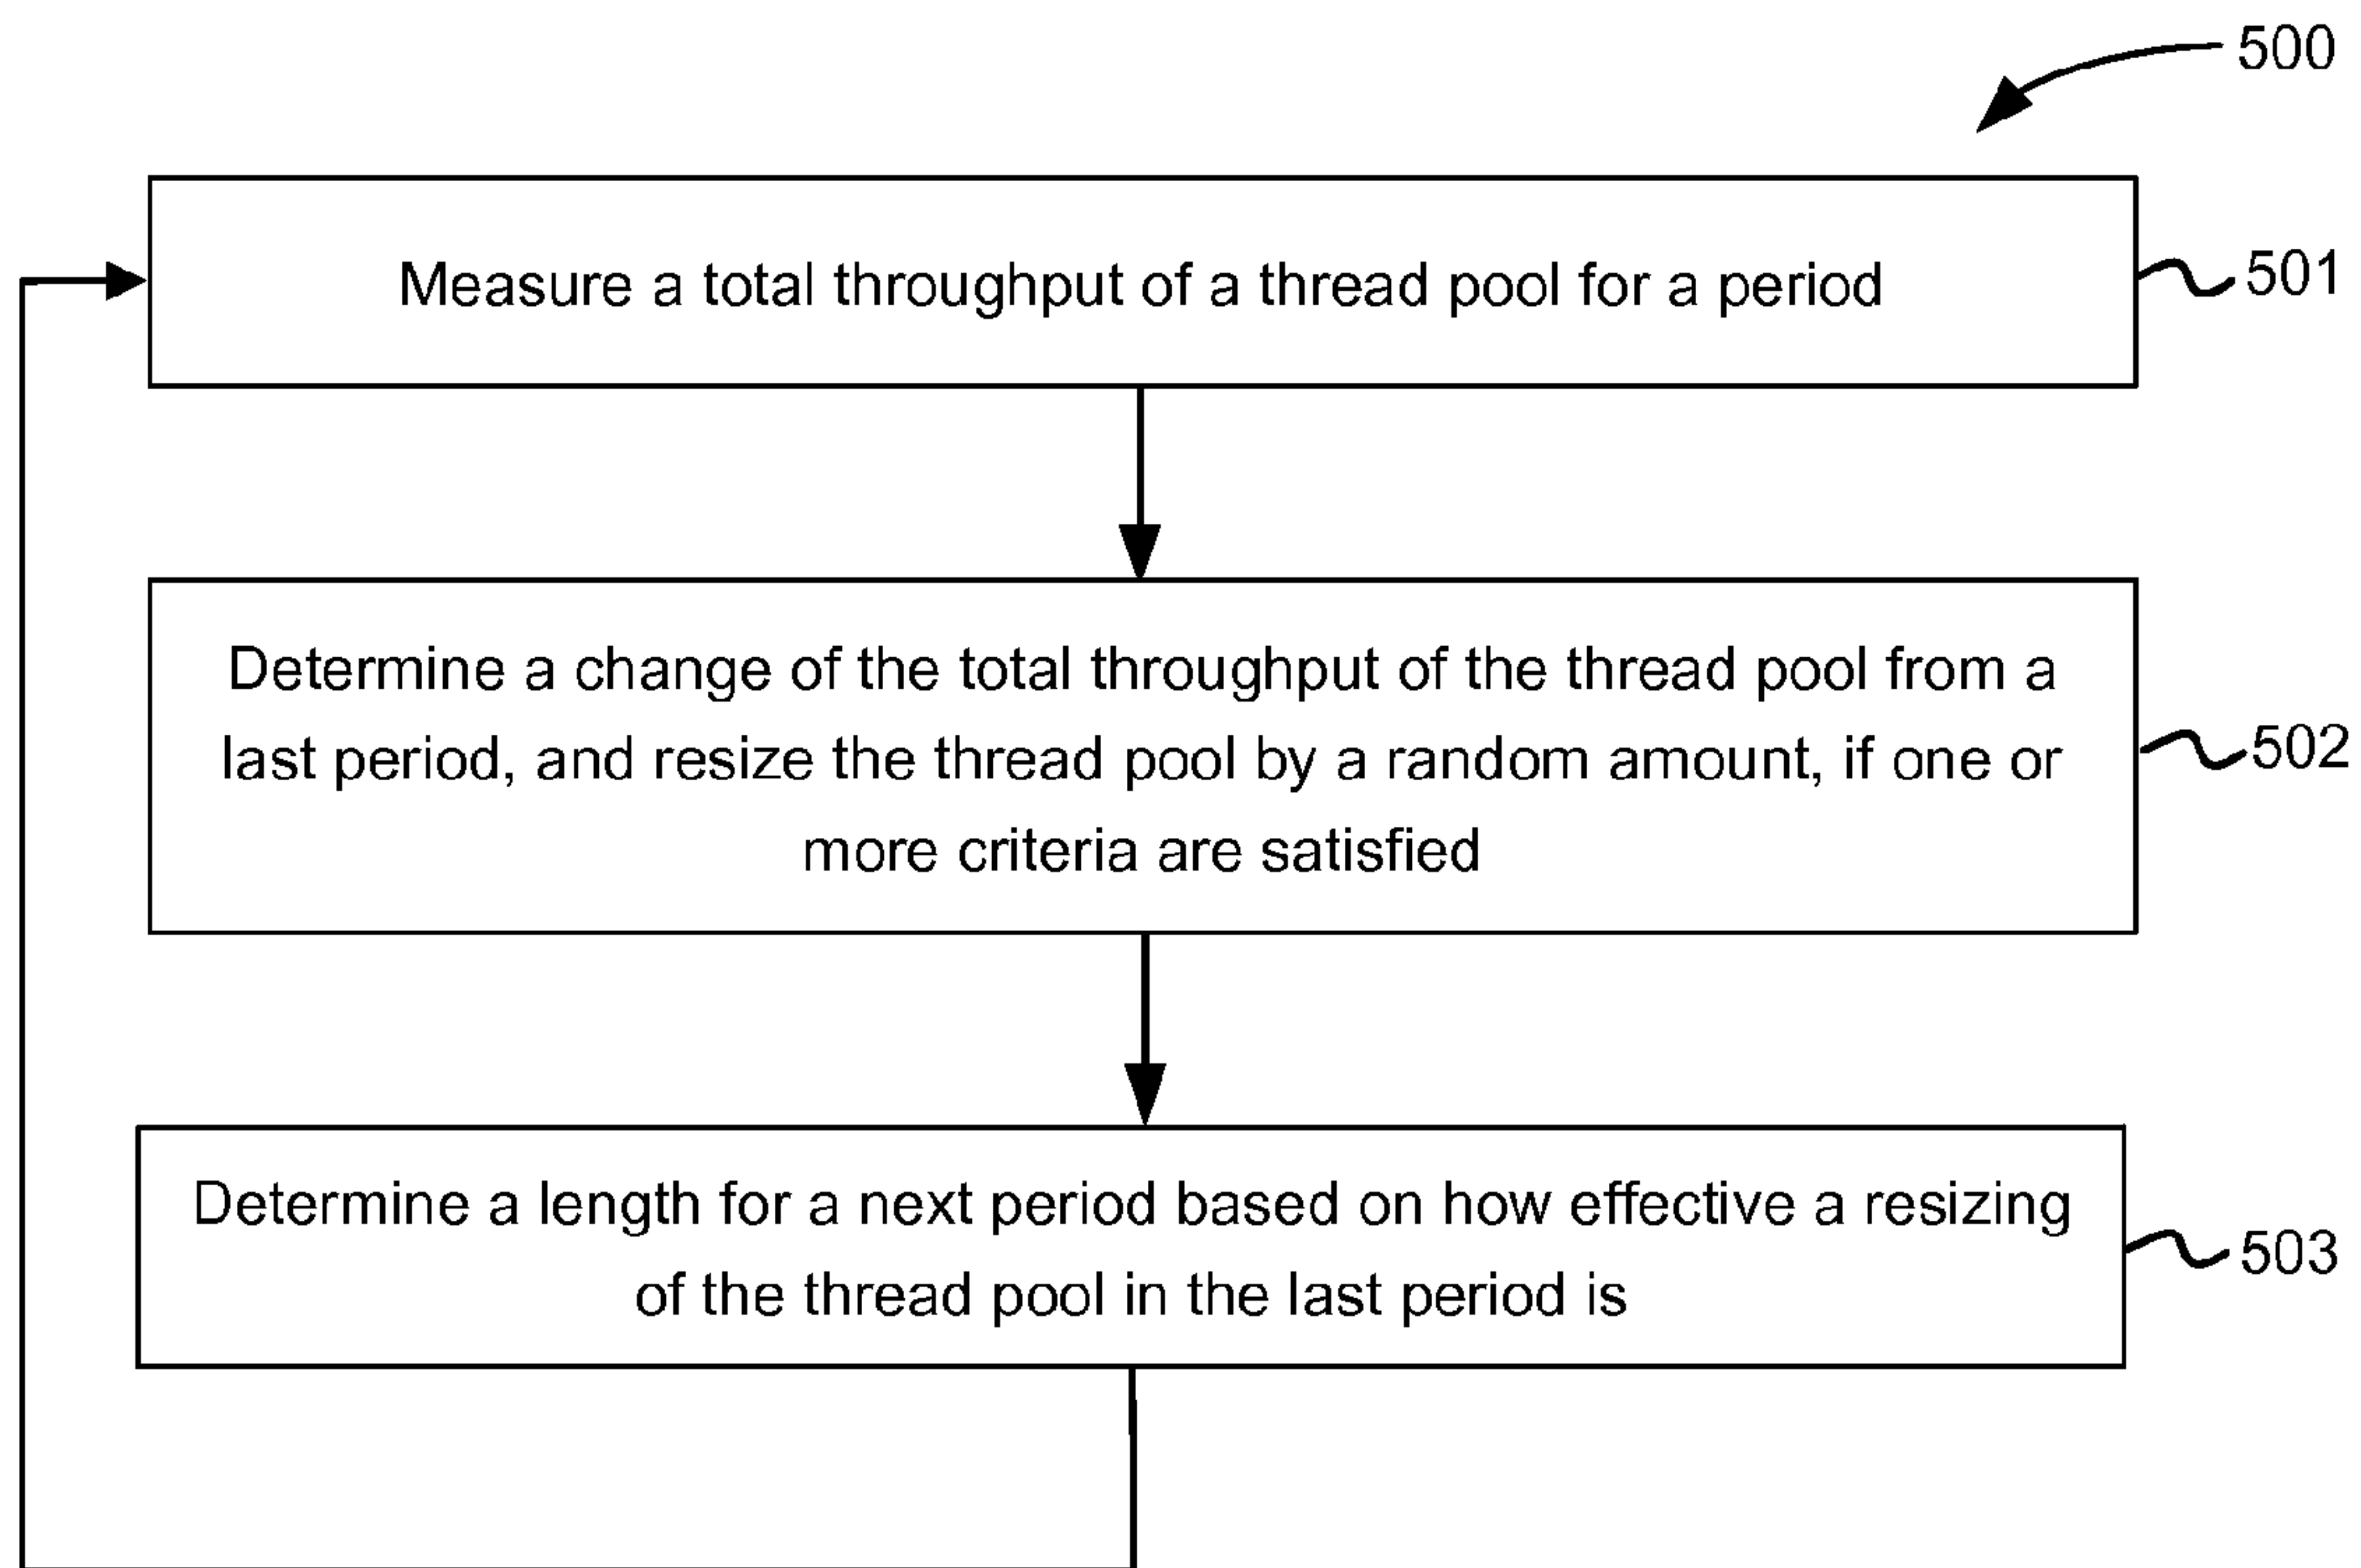 500
Measure a total throughput of a thread pool for a period
501
Determine a change of the total throughput of the thread pool from a
last period, and resize the thread pool by a random amount, if one or
more criteria are satisfied
502
Determine a length for a next period based on how effective a resizing
of the thread pool in the last period is
503